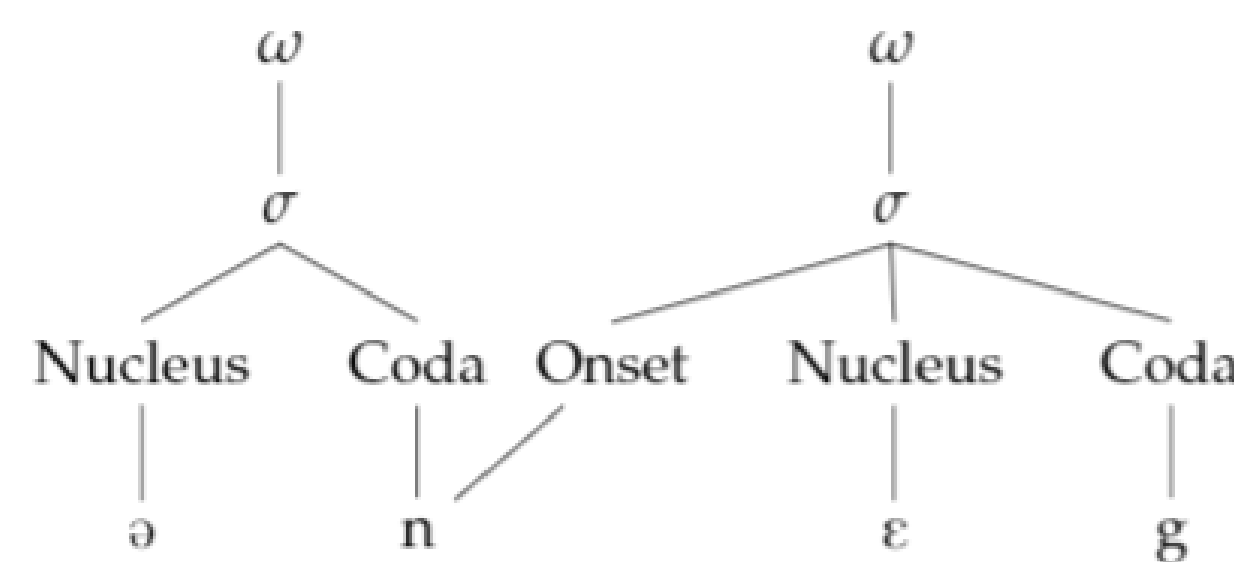 ω ω
σ σ
Nucleus Coda Onset Nucleus Coda
ə n ɛ g